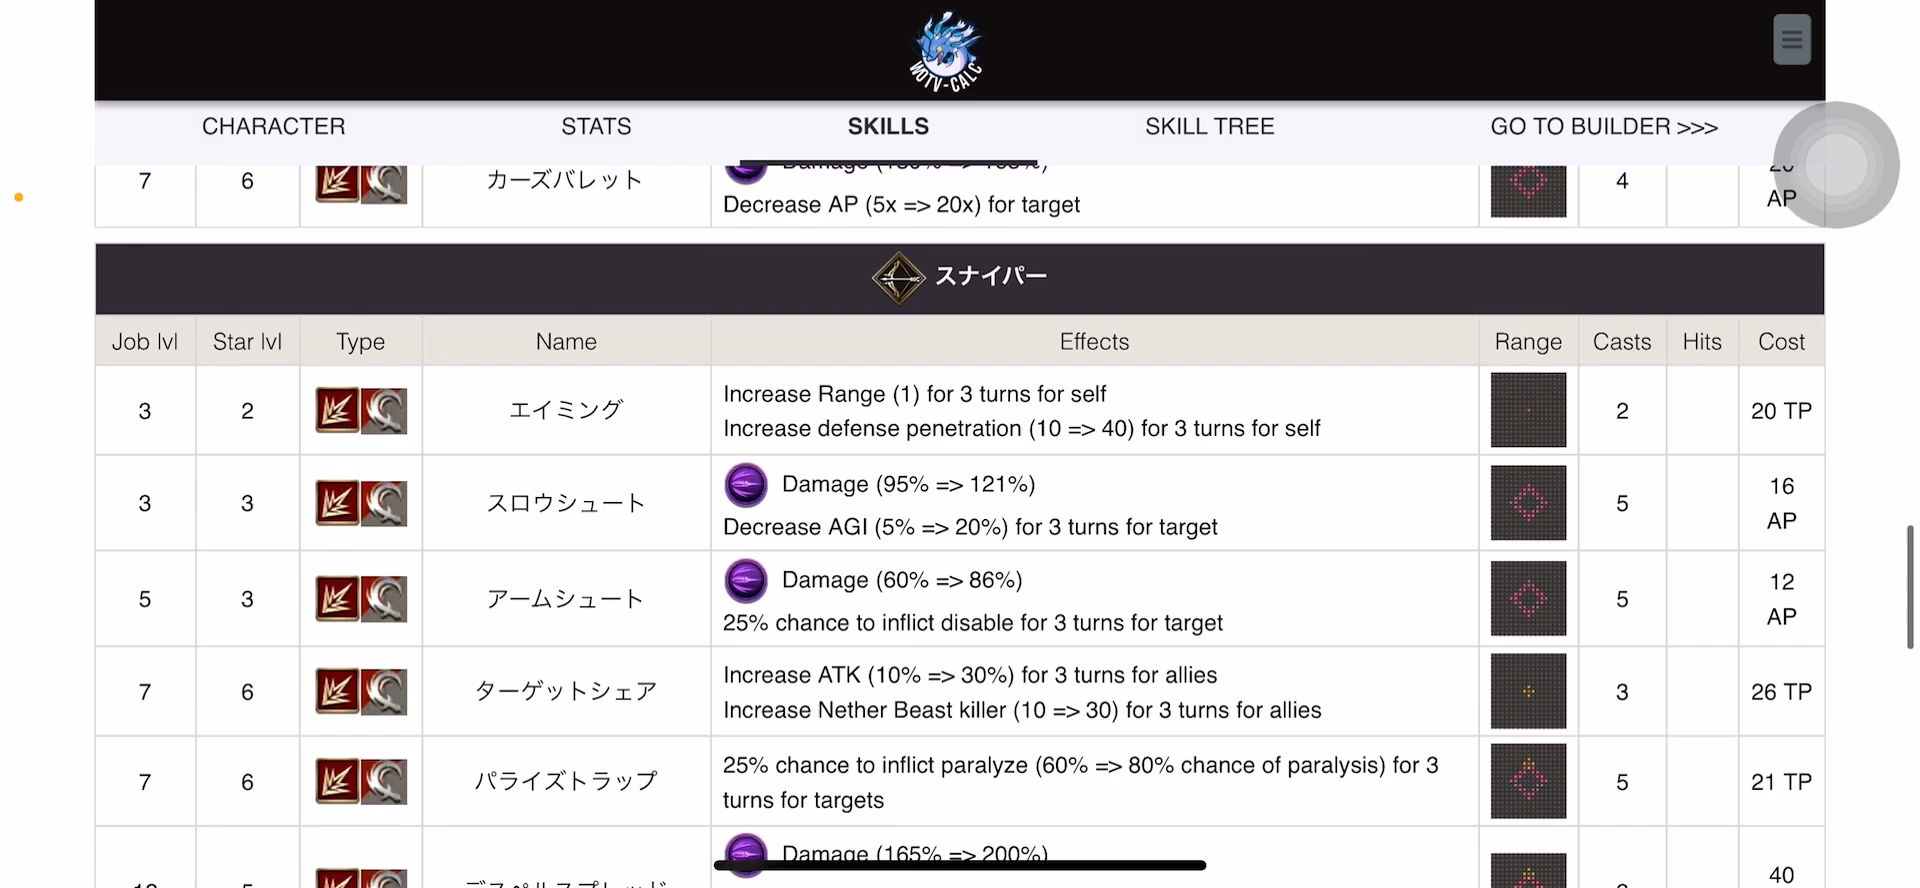 WOTV-CALC
CHARACTER STATS SKILLS SKILL TREE GO TO BUILDER >>>
7 6 カーズバレット Decrease AP (5x => 20x) for target 4 AP
スナイパー
Job lvl Star lvl Type Name Effects Range Casts Hits Cost
3 2 エイミング Increase Range (1) for 3 turns for self 2 20 TP
Increase defense penetration (10 => 40) for 3 turns for self
3 3 スロウシュート Damage (95% => 121%) 5 16 AP
Decrease AGI (5% => 20%) for 3 turns for target
5 3 アームシュート Damage (60% => 86%) 5 12 AP
25% chance to inflict disable for 3 turns for target
7 6 ターゲットシェア Increase ATK (10% => 30%) for 3 turns for allies 3 26 TP
Increase Nether Beast killer (10 => 30) for 3 turns for allies
7 6 パライズトラップ 25% chance to inflict paralyze (60% => 80% chance of paralysis) for 3 5 21 TP
turns for targets
Damage (165% => 200%) 40